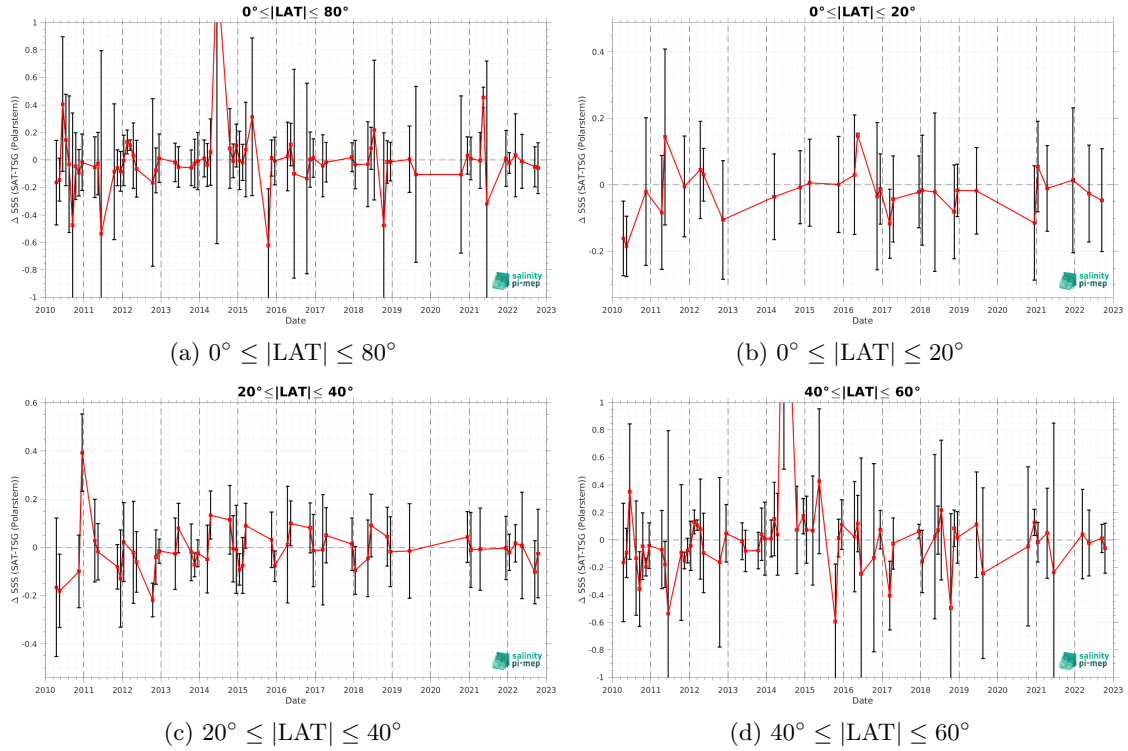 0°≤|LAT|≤ 80°
Δ SSS (SAT-TSG (Polarstern))
1
0.8
0.6
0.4
0.2
0
-0.2
-0.4
-0.6
-0.8
-1
2010 2011 2012 2013 2014 2015 2016 2017 2018 2019 2020 2021 2022 2023
Date
salinity
pi-mep
(a) 0° ≤ |LAT| ≤ 80°
0°≤|LAT|≤ 20°
Δ SSS (SAT-TSG (Polarstern))
0.4
0.2
0
-0.2
2010 2011 2012 2013 2014 2015 2016 2017 2018 2019 2020 2021 2022 2023
Date
salinity
pi-mep
(b) 0° ≤ |LAT| ≤ 20°
20°≤|LAT|≤ 40°
Δ SSS (SAT-TSG (Polarstern))
0.6
0.4
0.2
0
-0.2
-0.4
2010 2011 2012 2013 2014 2015 2016 2017 2018 2019 2020 2021 2022 2023
Date
salinity
pi-mep
(c) 20° ≤ |LAT| ≤ 40°
40°≤|LAT|≤ 60°
Δ SSS (SAT-TSG (Polarstern))
1
0.8
0.6
0.4
0.2
0
-0.2
-0.4
-0.6
-0.8
-1
2010 2011 2012 2013 2014 2015 2016 2017 2018 2019 2020 2021 2022 2023
Date
salinity
pi-mep
(d) 40° ≤ |LAT| ≤ 60°